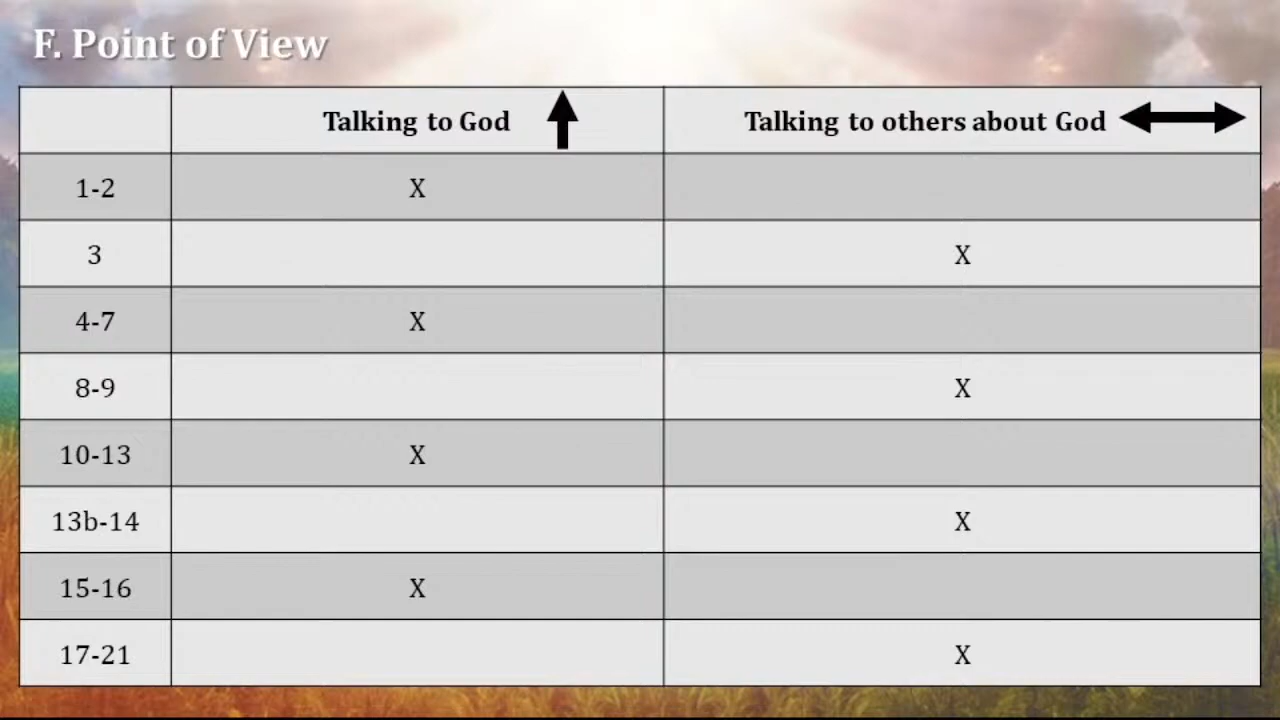 F. Point of View
Talking to God
Talking to others about God
1-2 X
3 X
4-7 X
8-9 X
10-13 X
13b-14 X
15-16 X
17-21 X